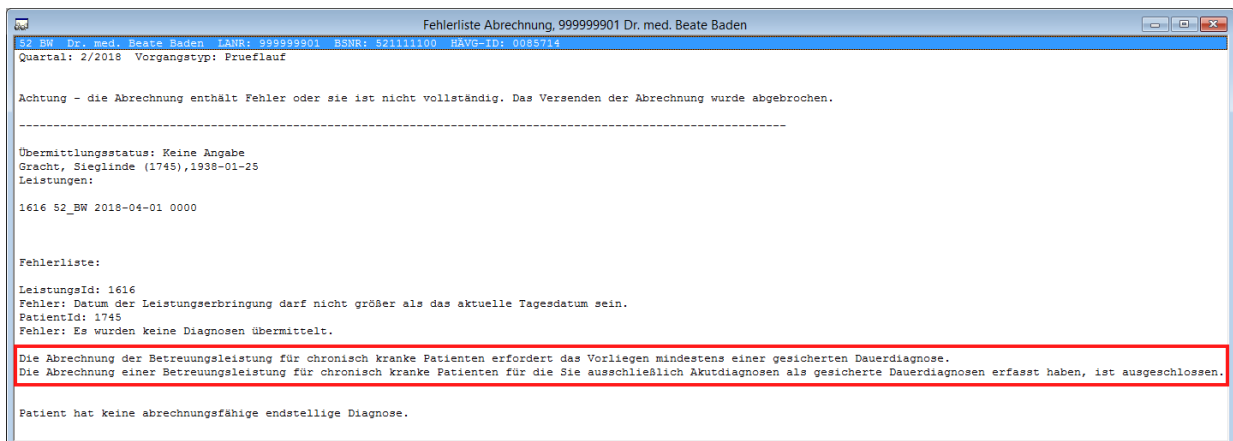 Fehlerliste Abrechnung, 999999901 Dr. med. Beate Baden
52 BW Dr. med. Beate Baden LANR: 999999901 BSNR: 521111100 HÄVG-ID: 0085714
Quartal: 2/2018 Vorgangstyp: Prueflauf
Achtung - die Abrechnung enthält Fehler oder sie ist nicht vollständig. Das Versenden der Abrechnung wurde abgebrochen.
----------------------------------------------------------------------------------------------------------------
Übermittlungsstatus: Keine Angabe
Gracht, Sieglinde (1745),1938-01-25
Leistungen:
1616 52_BW 2018-04-01 0000
Fehlerliste:
LeistungsId: 1616
Fehler: Datum der Leistungserbringung darf nicht größer als das aktuelle Tagesdatum sein.
PatientId: 1745
Fehler: Es wurden keine Diagnosen übermittelt.
Die Abrechnung der Betreuungsleistung für chronisch kranke Patienten erfordert das Vorliegen mindestens einer gesicherten Dauerdiagnose.
Die Abrechnung einer Betreuungsleistung für chronisch kranke Patienten für die Sie ausschließlich Akutdiagnosen als gesicherte Dauerdiagnosen erfasst haben, ist ausgeschlossen.
Patient hat keine abrechnungsfähige endstellige Diagnose.